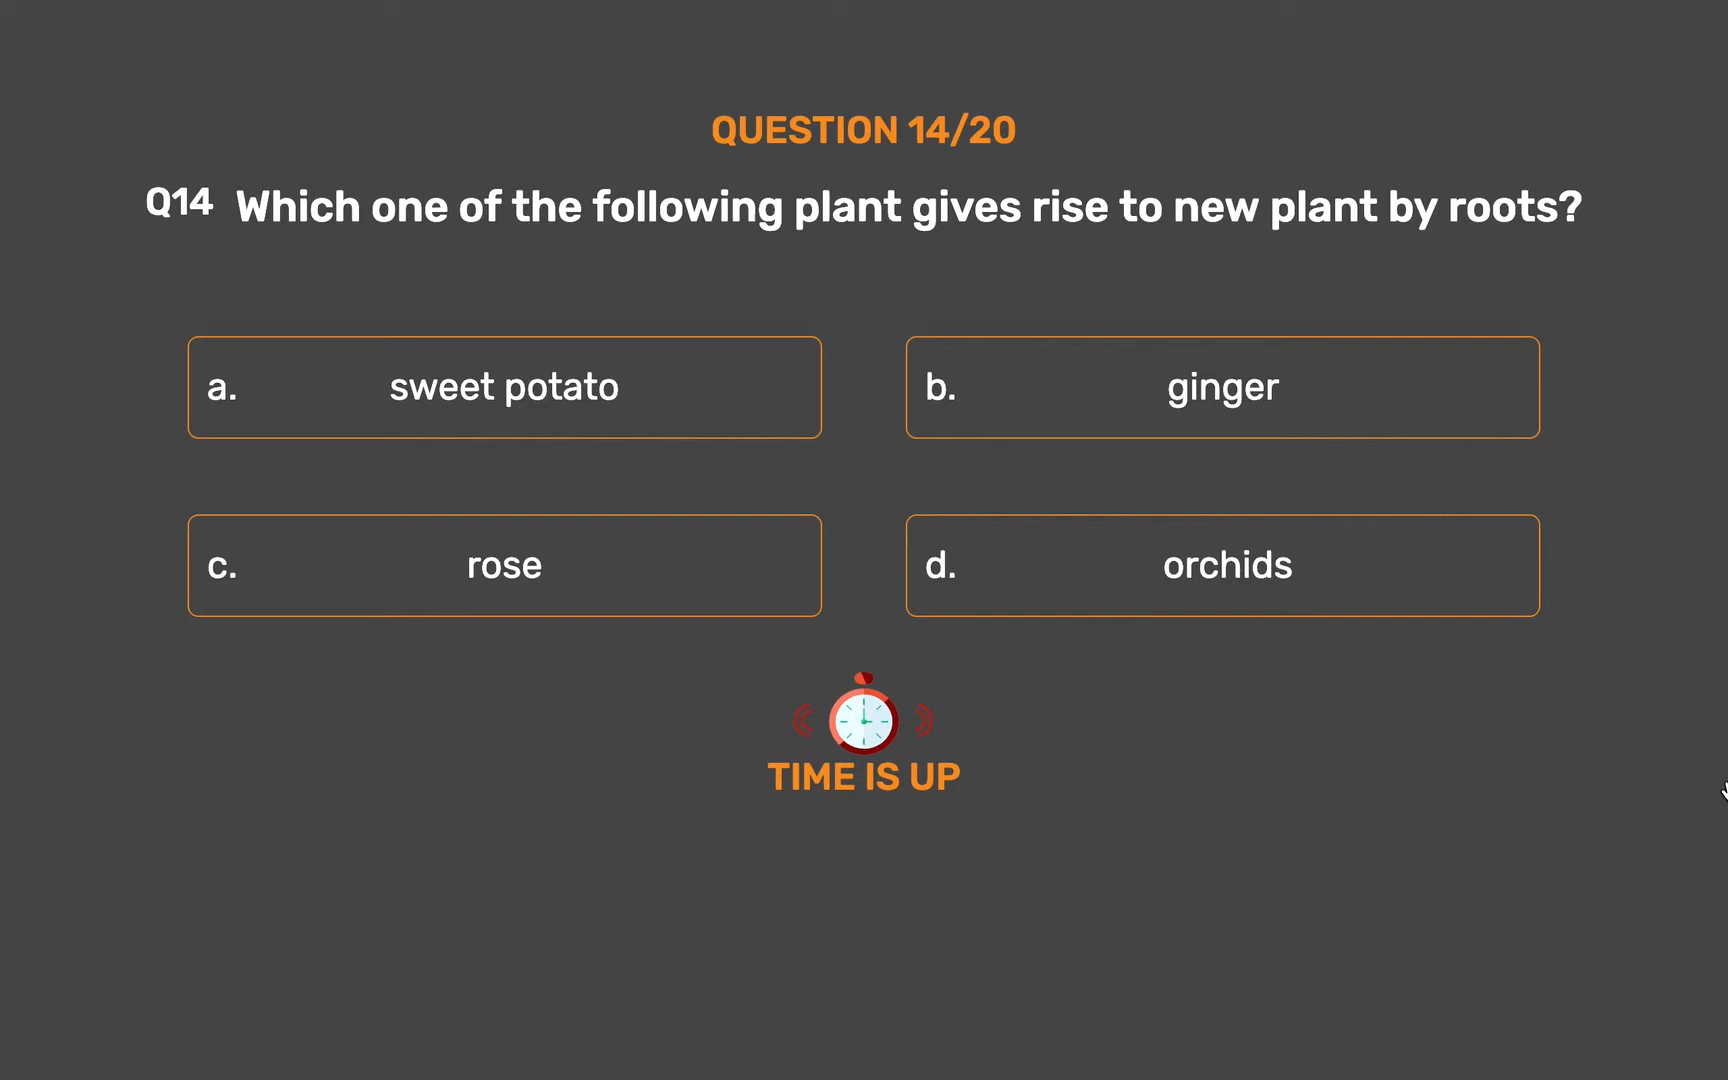 QUESTION 14/20
Q14 Which one of the following plant gives rise to new plant by roots?
a. sweet potato
b. ginger
c. rose
d. orchids
TIME IS UP